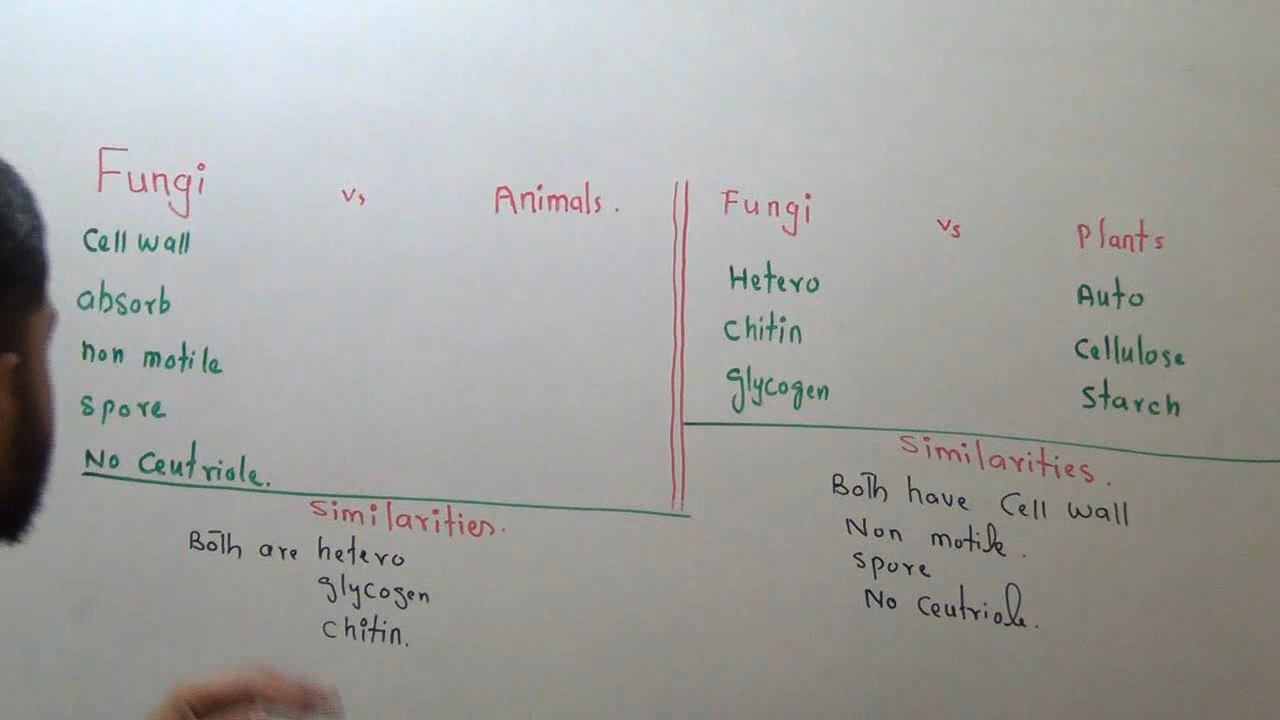 Fungi vs Animals.
Cell wall
absorb
non motile
spore
No Centriole.
Similarities.
Both are hetero
glycogen
chitin.
Fungi vs Plants
Hetero Auto
Chitin Cellulose
glycogen Starch
Similarities.
Both have Cell wall
Non motile.
spore
No Centriole.